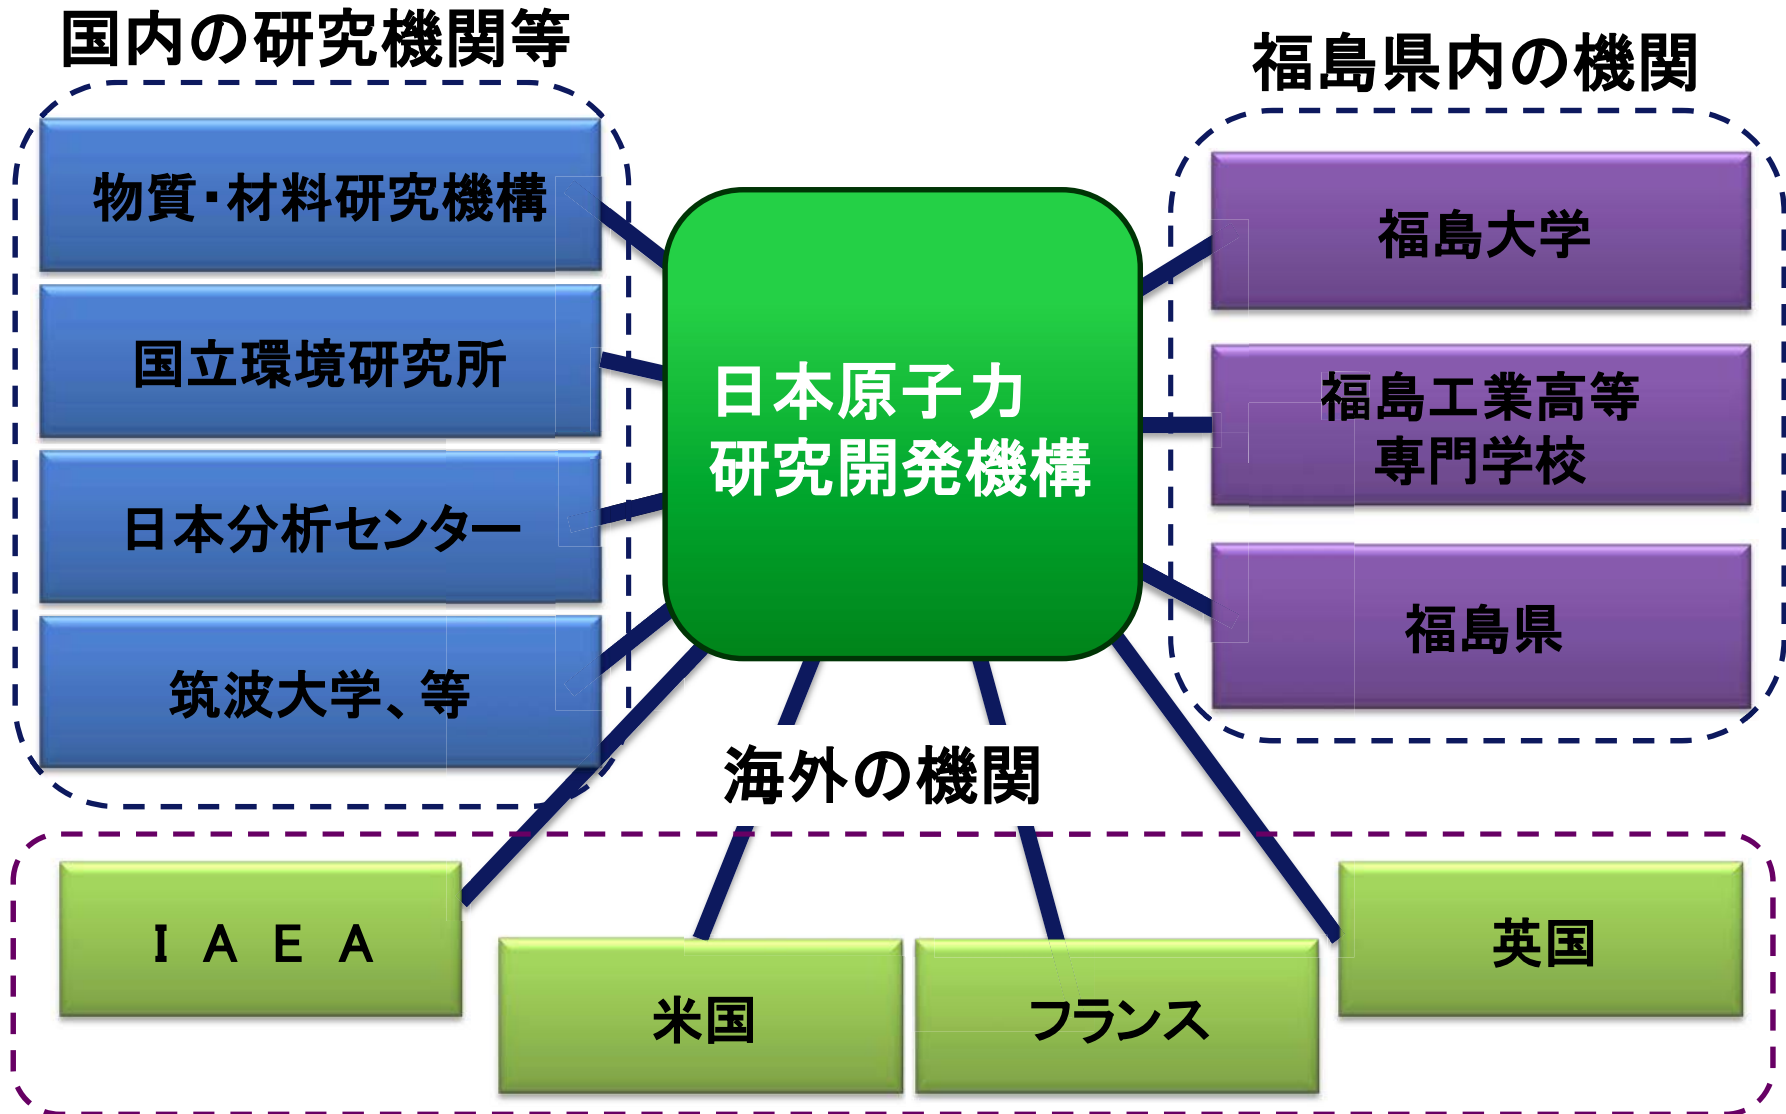 国内の研究機関等
物質・材料研究機構
国立環境研究所
日本分析センター
筑波大学、等
日本原子力
研究開発機構
福島県内の機関
福島大学
福島工業高等
専門学校
福島県
海外の機関
ＩＡＥＡ
米国
フランス
英国